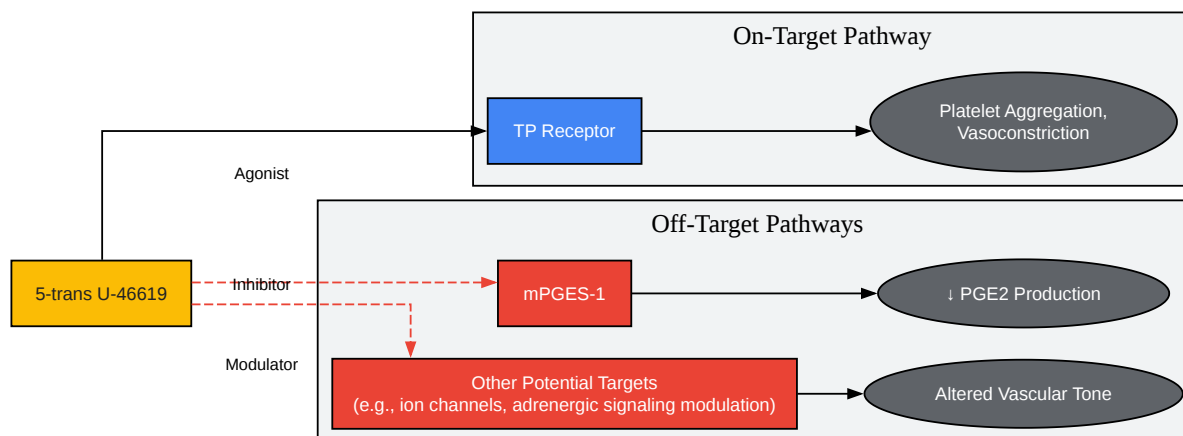 On-Target Pathway
TP Receptor
Platelet Aggregation,
Vasoconstriction
Agonist
Off-Target Pathways
5-trans U-46619
Inhibitor
mPGES-1
↓ PGE2 Production
Modulator
Other Potential Targets
(e.g., ion channels, adrenergic signaling modulation)
Altered Vascular Tone